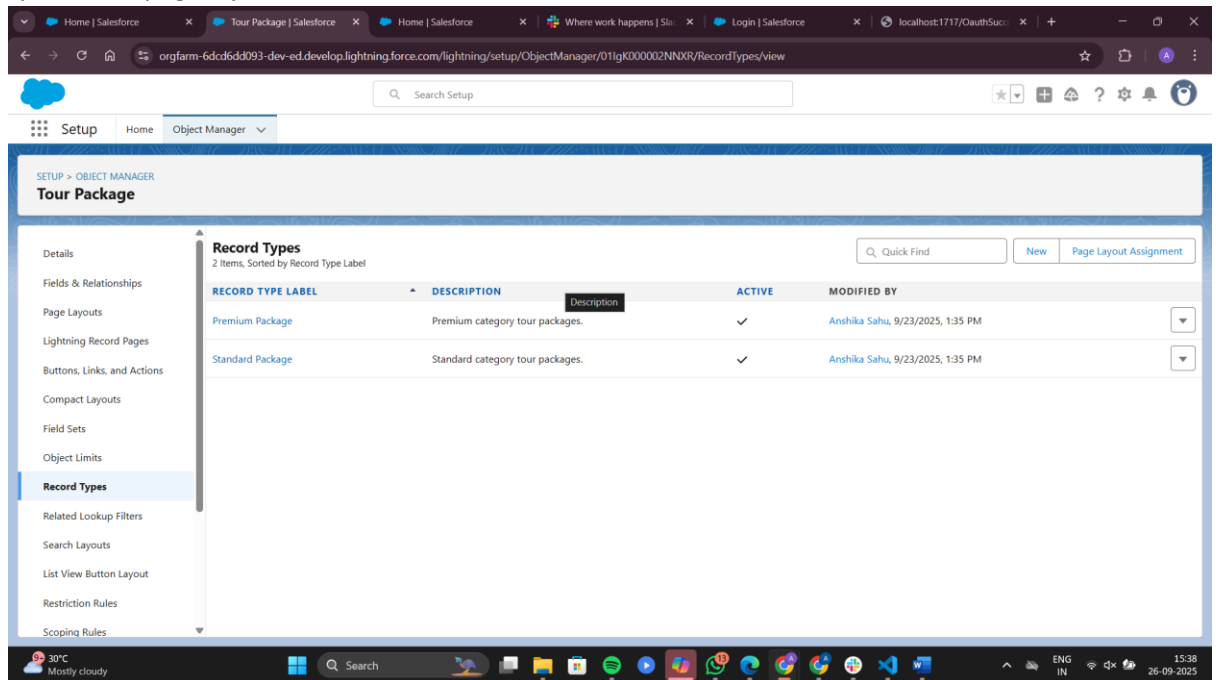 Home | Salesforce
Tour Package | Salesforce
Home | Salesforce
Where work happens | Slac
Login | Salesforce
localhost:1717/OauthSucc
orgfarm-6dcd6dd093-dev-ed.develop.lightning.force.com/lightning/setup/ObjectManager/01IgK000002NNXR/RecordTypes/view
A
Search Setup
Setup
Home
Object Manager
SETUP > OBJECT MANAGER
Tour Package
Details
Fields & Relationships
Page Layouts
Lightning Record Pages
Buttons, Links, and Actions
Compact Layouts
Field Sets
Object Limits
Record Types
Related Lookup Filters
Search Layouts
List View Button Layout
Restriction Rules
Scoping Rules
Record Types
2 Items, Sorted by Record Type Label
Quick Find
New
Page Layout Assignment
RECORD TYPE LABEL DESCRIPTION ACTIVE MODIFIED BY
Description
Premium Package Premium category tour packages. Anshika Sahu, 9/23/2025, 1:35 PM
Standard Package Standard category tour packages. Anshika Sahu, 9/23/2025, 1:35 PM
30°C
Mostly cloudy
Search
13
ENG
IN
15:38
26-09-2025